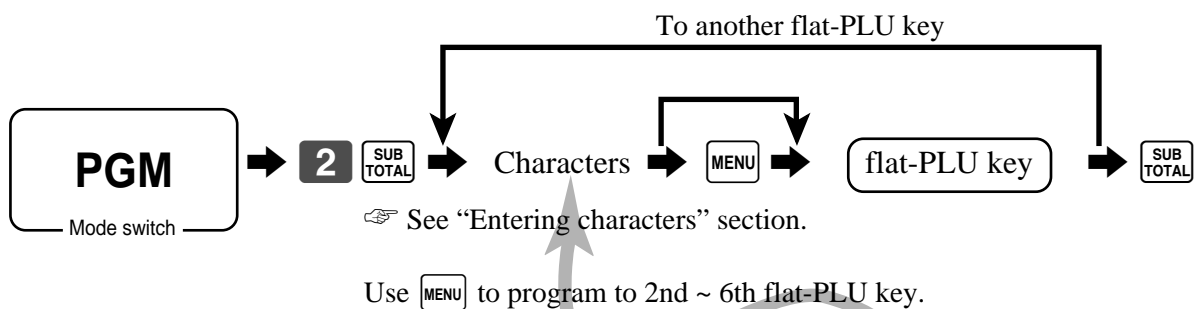 To another flat-PLU key
PGM
Mode switch
2 SUB TOTAL Characters MENU flat-PLU key SUB TOTAL
☞ See “Entering characters” section.
Use MENU to program to 2nd ~ 6th flat-PLU key.